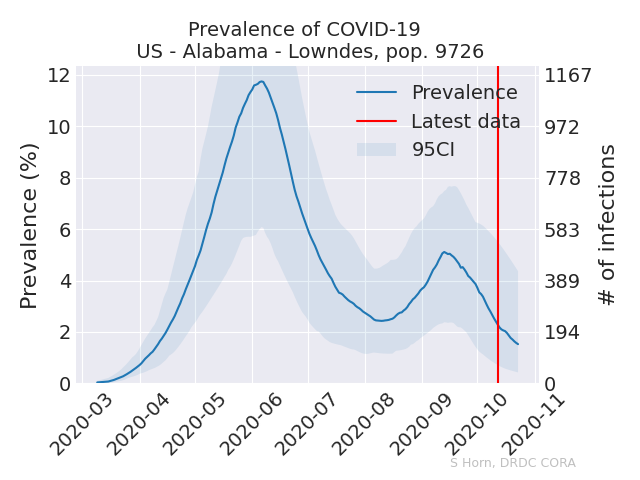 Prevalence of COVID-19
US - Alabama - Lowndes, pop. 9726
Prevalence (%)
12
10
8
6
4
2
0
Prevalence
Latest data
95CI
1167
972
778
583
389
194
0
# of infections
2020-03
2020-04
2020-05
2020-06
2020-07
2020-08
2020-09
2020-10
2020-11
S Horn, DRDC CORA